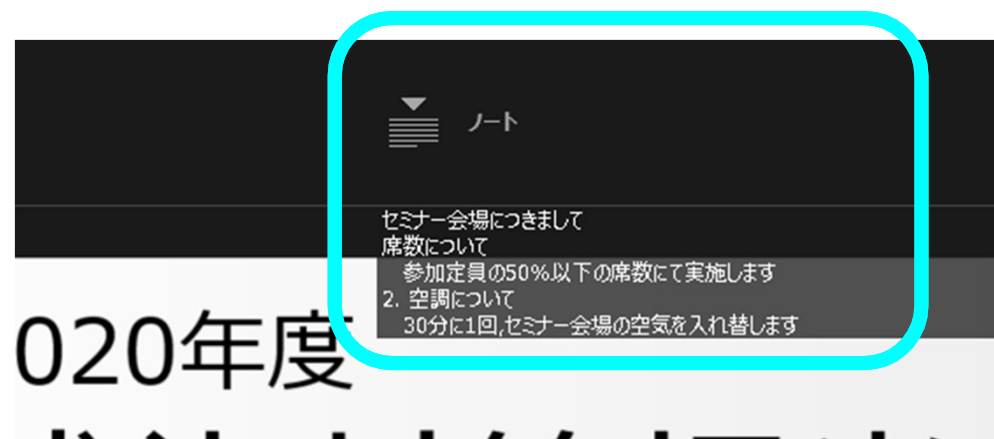 ノート
セミナー会場につきまして
席数について
参加定員の50%以下の席数にて実施します
2. 空調について
30分に1回,セミナー会場の空気を入れ替します
020年度